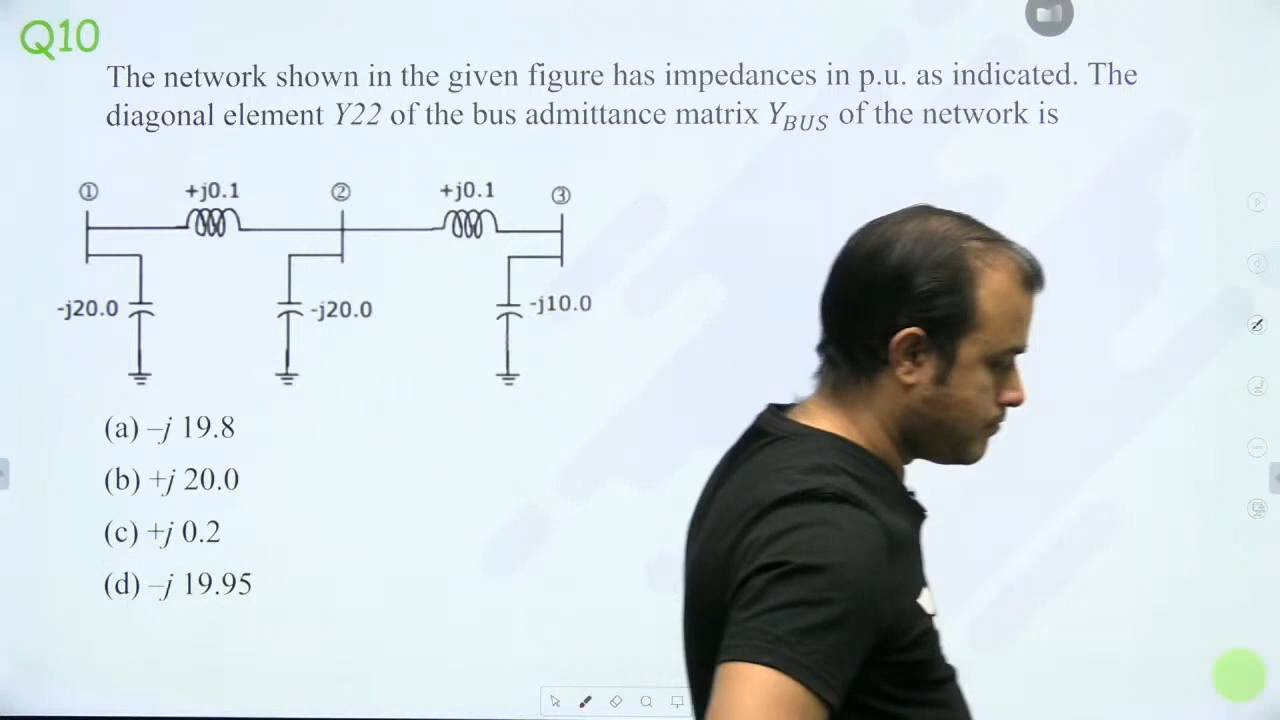 Q10
The network shown in the given figure has impedances in p.u. as indicated. The
diagonal element Y22 of the bus admittance matrix Y_BUS of the network is
① +j0.1 ② +j0.1 ③
-j20.0 -j20.0 -j10.0
(a) –j 19.8
(b) +j 20.0
(c) +j 0.2
(d) –j 19.95